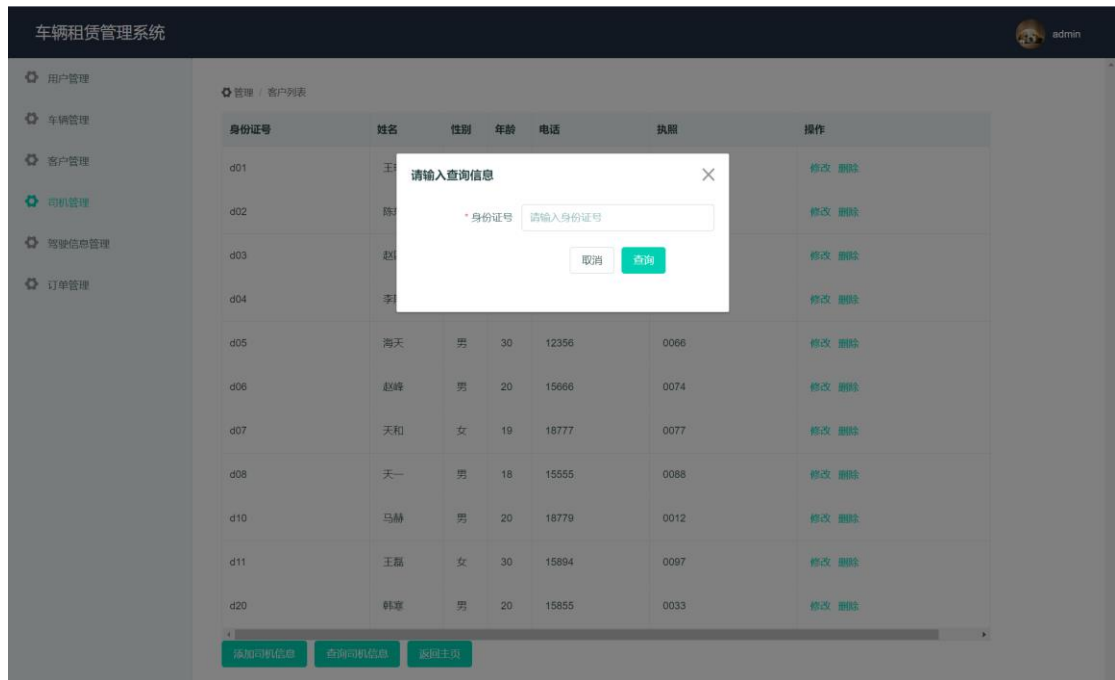 车辆租赁管理系统
admin
用户管理
车辆管理
客户管理
司机管理
驾驶信息管理
订单管理
管理 / 客户列表
身份证号 姓名 性别 年龄 电话 执照 操作
d01 修改 删除
d02 修改 删除
d03 修改 删除
d04 修改 删除
d05 海天 男 30 12356 0066 修改 删除
d06 赵峰 男 20 15666 0074 修改 删除
d07 天和 女 19 18777 0077 修改 删除
d08 天一 男 18 15555 0088 修改 删除
d10 马赫 男 20 18779 0012 修改 删除
d11 王磊 女 30 15894 0097 修改 删除
d20 韩寒 男 20 15855 0033 修改 删除
请输入查询信息
* 身份证号 请输入身份证号
取消 查询
添加司机信息 查询司机信息 返回主页